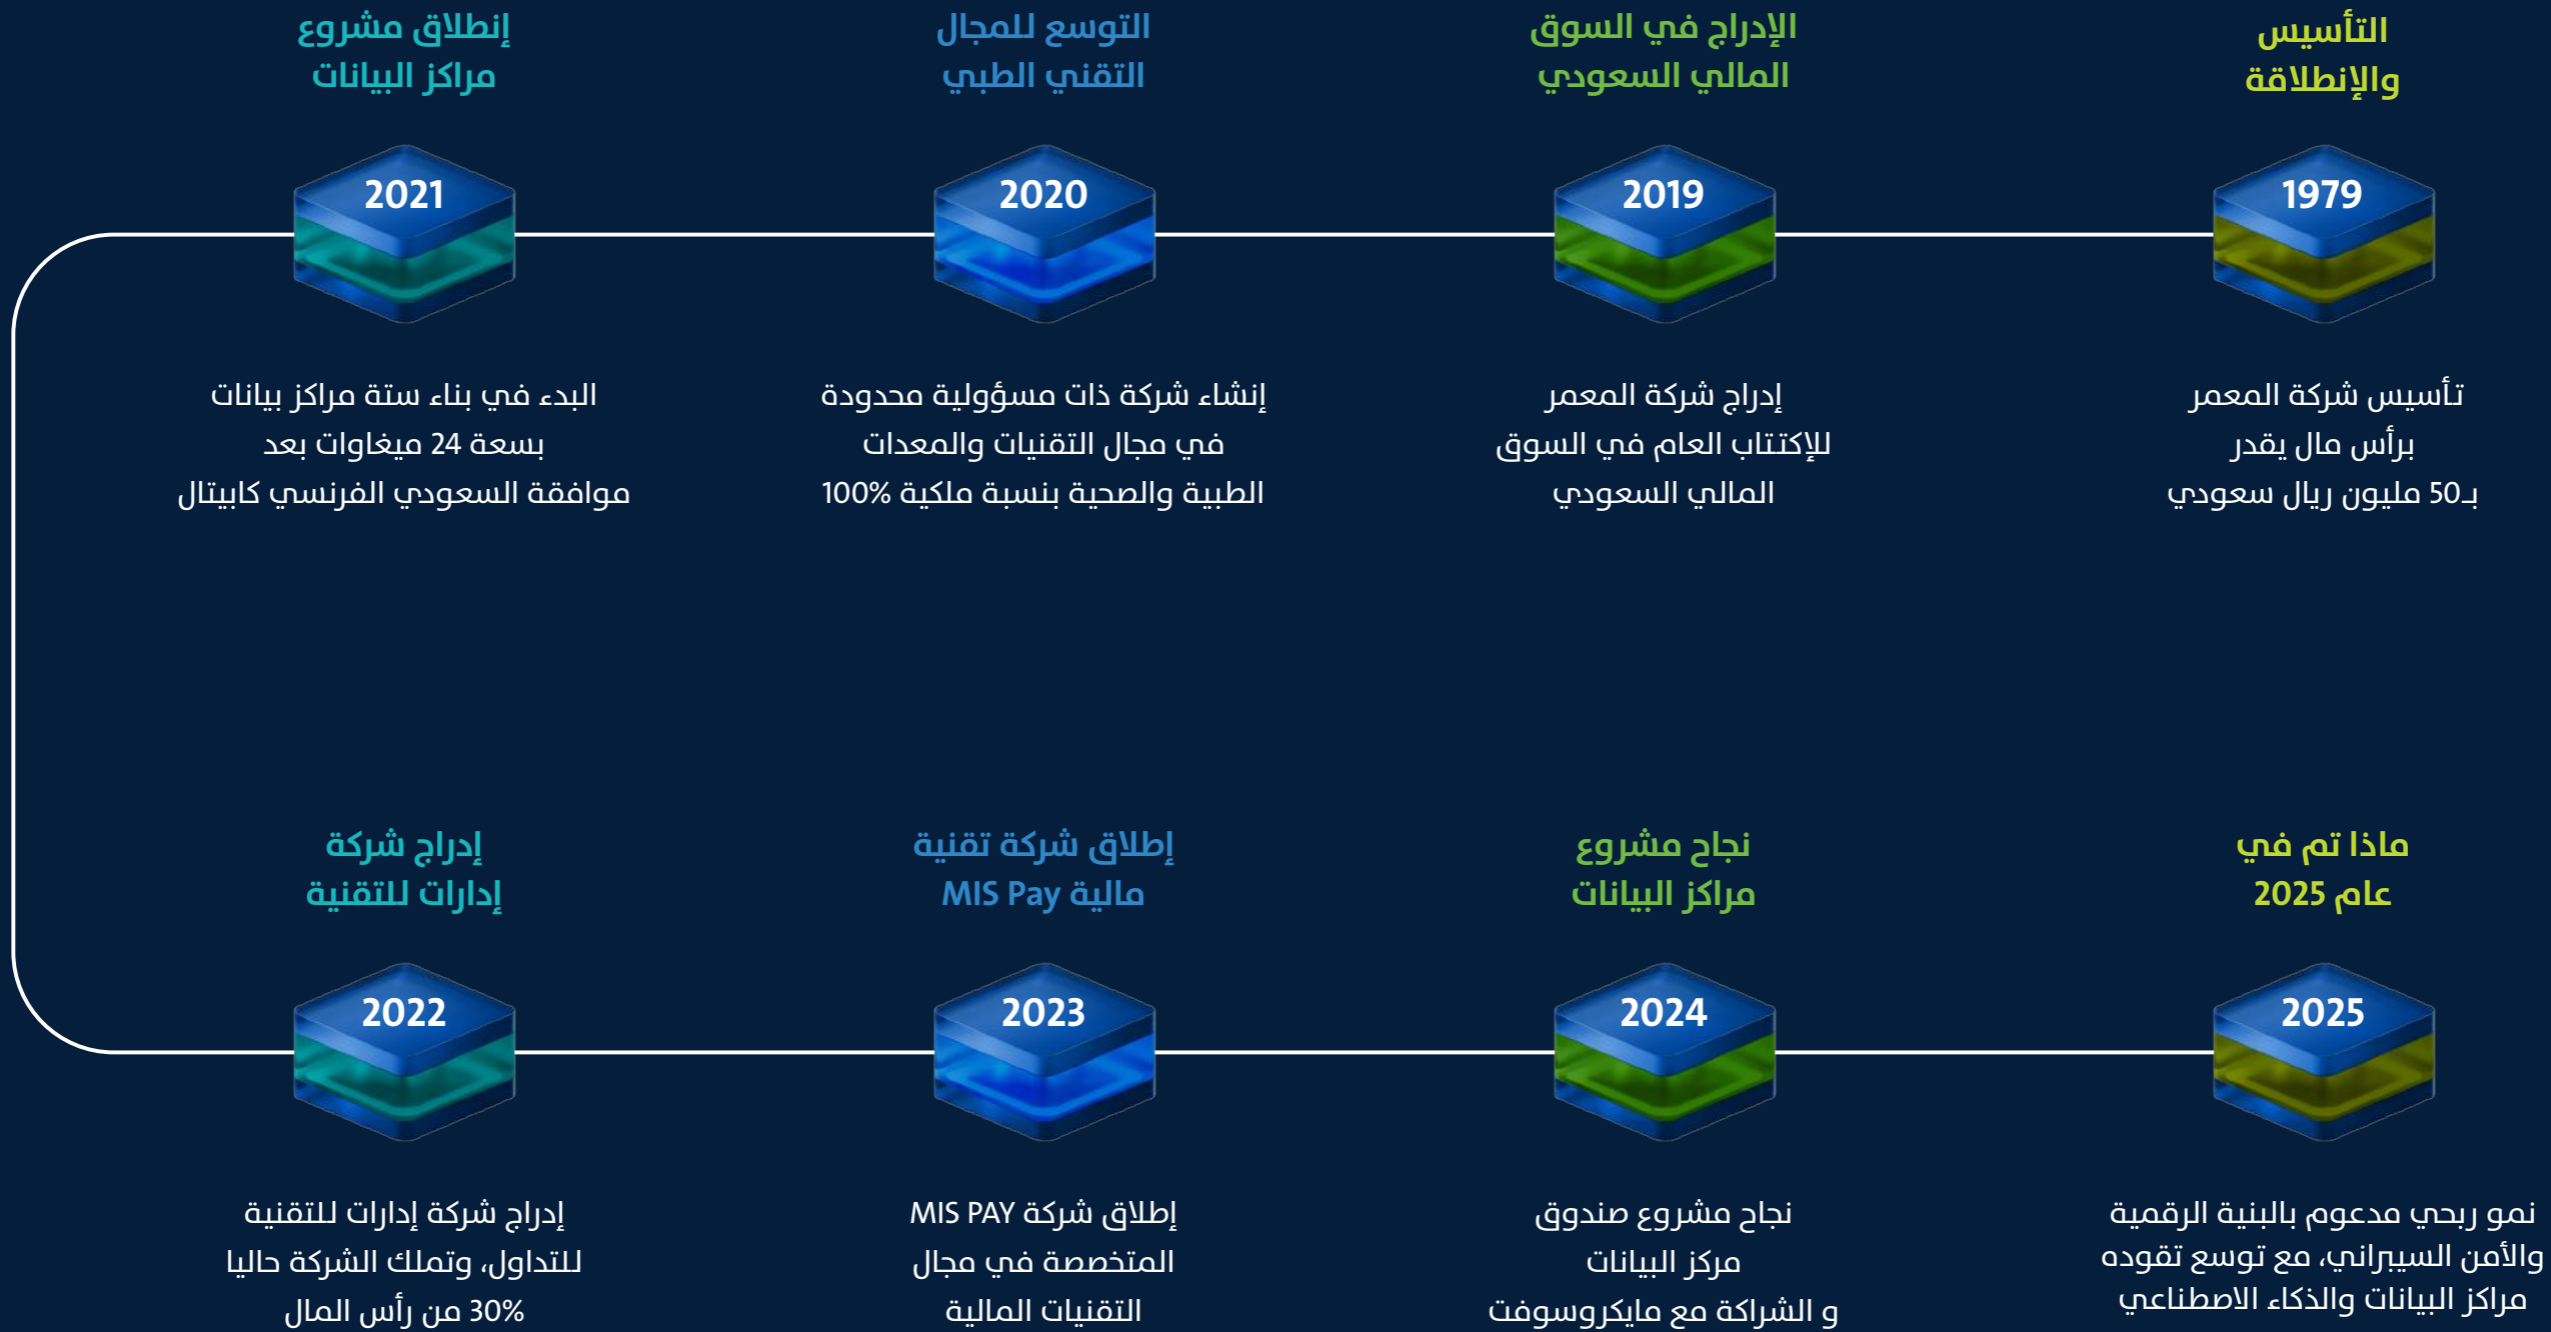 التأسيس
والإنطلاقة
1979
تأسيس شركة المعمر
برأس مال يقدر
بـ50 مليون ريال سعودي
الإدراج في السوق
المالي السعودي
2019
إدراج شركة المعمر
للإكتتاب العام في السوق
المالي السعودي
التوسع للمجال
التقني الطبي
2020
إنشاء شركة ذات مسؤولية محدودة
في مجال التقنيات والمعدات
الطبية والصحية بنسبة ملكية 100%
إنطلاق مشروع
مراكز البيانات
2021
البدء في بناء ستة مراكز بيانات
بسعة 24 ميغاوات بعد
موافقة السعودي الفرنسي كابيتال
إدراج شركة
إدارات للتقنية
2022
إدراج شركة إدارات للتقنية
للتداول، وتملك الشركة حاليا
30% من رأس المال
إطلاق شركة تقنية
مالية MIS Pay
2023
إطلاق شركة MIS PAY
المتخصصة في مجال
التقنيات المالية
نجاح مشروع
مراكز البيانات
2024
نجاح مشروع صندوق
مركز البيانات
و الشراكة مع مايكروسوفت
ماذا تم في
عام 2025
2025
نمو ربحي مدعوم بالبنية الرقمية
والأمن السيبراني، مع توسع تقوده
مراكز البيانات والذكاء الاصطناعي